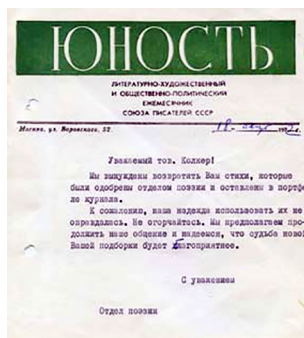 ЮНОСТЬ
ЛИТЕРАТУРНО-ХУДОЖЕСТВЕННЫЙ
И ОБЩЕСТВЕННО-ПОЛИТИЧЕСКИЙ
ЕЖЕМЕСЯЧНИК
СОЮЗА ПИСАТЕЛЕЙ СССР
Москва, ул. Воровского, 52.
Уважаемый тов. Колкер!
Мы вынуждены возвратить Вам стихи, которые
были одобрены отделом поэзии и оставлены в портфе
ле журнала.
К сожалению, наша надежда использовать их не
оправдалась. Не огорчайтесь. Мы предполагаем про-
должить наше общение и надеемся, что судьба новой
Вашей подборки будет благоприятнее.
С уважением
Отдел поэзии